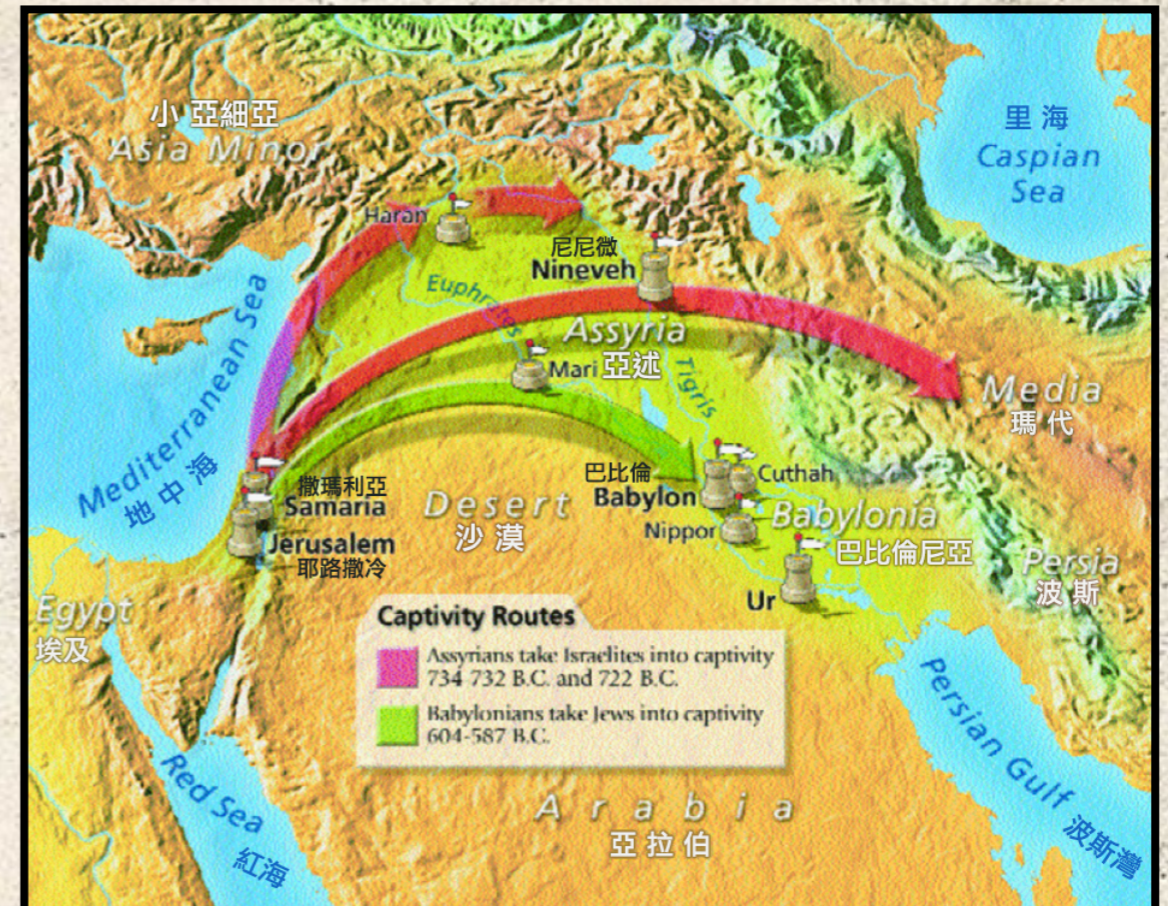 小亞細亞
Asia Minor
里海
Caspian
Sea
Haran
尼尼微
Nineveh
Euphrates
Assyria
亞述
Mari
Tigris
Media
瑪代
Mediterranean Sea
地中海
撒瑪利亞
Samaria
Jerusalem
耶路撒冷
Desert
沙漠
巴比倫
Babylon
Cuthah
Nippor
Babylonia
巴比倫尼亞
Ur
Persia
波斯
Egypt
埃及
Captivity Routes
Assyrians take Israelites into captivity
734-732 B.C. and 722 B.C.
Babylonians take Jews into captivity
604-587 B.C.
Red Sea
紅海
Persian Gulf
波斯灣
Arabia
亞拉伯